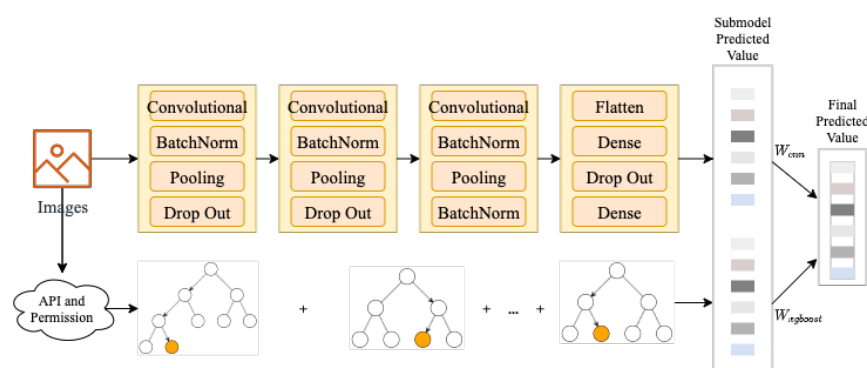 Submodel
Predicted
Value
Final
Predicted
Value
Convolutional
BatchNorm
Pooling
Drop Out
Convolutional
BatchNorm
Pooling
Drop Out
Convolutional
BatchNorm
Pooling
BatchNorm
Flatten
Dense
Drop Out
Dense
Images
W_cnn
API and
Permission
+
+ ... +
W_xgboost